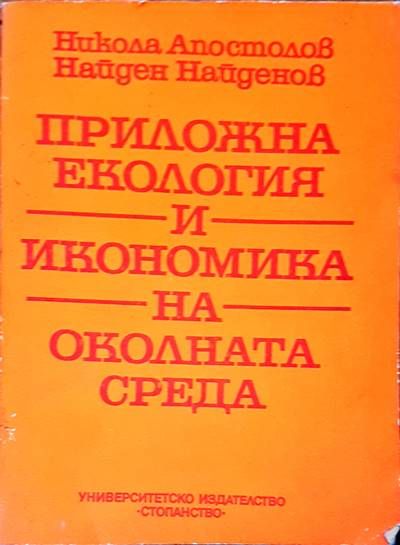 Никола Апостолов
Найден Найденов
ПРИЛОЖНА
ЕКОЛОГИЯ
И
ИКОНОМИКА
НА
ОКОЛНАТА
СРЕДА
УНИВЕРСИТЕТСКО ИЗДАТЕЛСТВО
·СТОПАНСТВО·